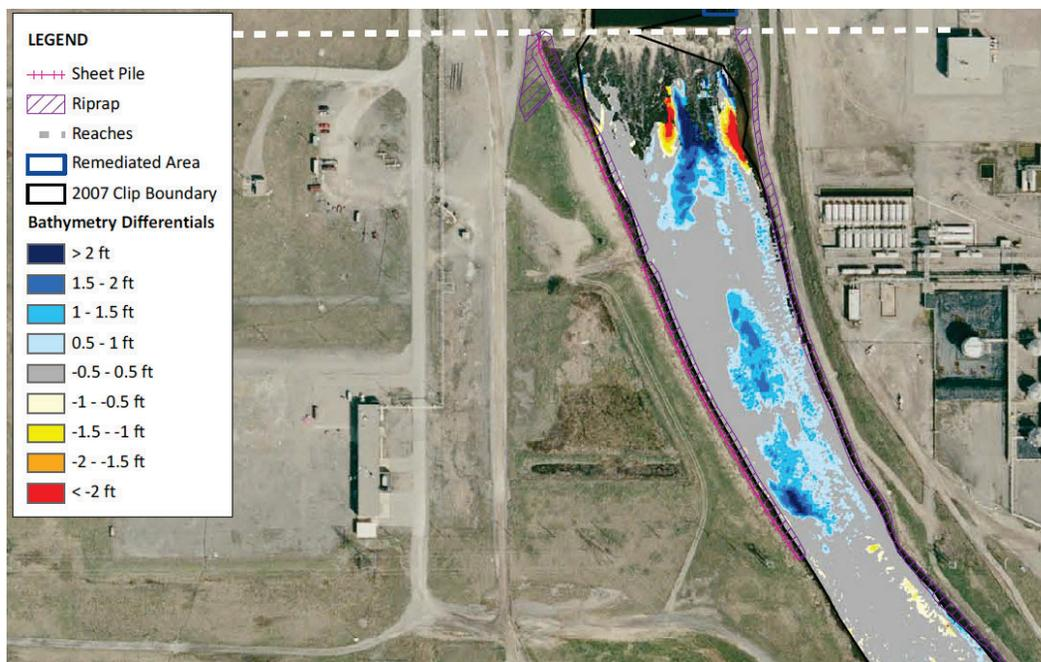 LEGEND
Sheet Pile
Riprap
Reaches
Remediated Area
2007 Clip Boundary
Bathymetry Differentials
> 2 ft
1.5 - 2 ft
1 - 1.5 ft
0.5 - 1 ft
-0.5 - 0.5 ft
-1 - -0.5 ft
-1.5 - -1 ft
-2 - -1.5 ft
< -2 ft